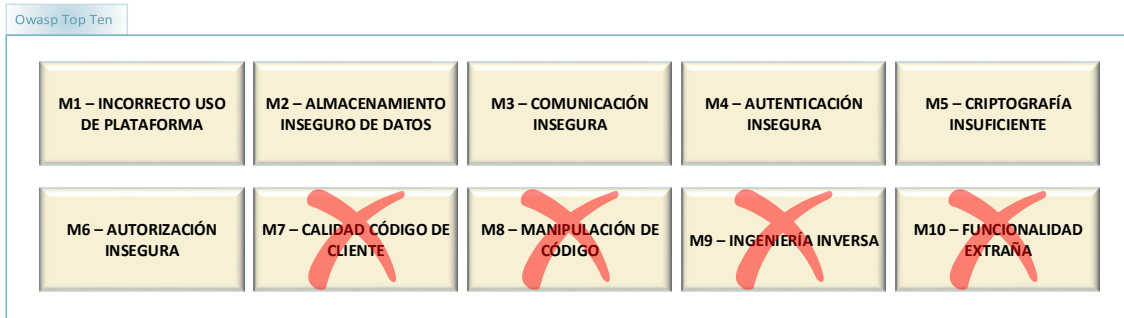 Owasp Top Ten
M1 – INCORRECTO USO
DE PLATAFORMA
M2 – ALMACENAMIENTO
INSEGURO DE DATOS
M3 – COMUNICACIÓN
INSEGURA
M4 – AUTENTICACIÓN
INSEGURA
M5 – CRIPTOGRAFÍA
INSUFICIENTE
M6 – AUTORIZACIÓN
INSEGURA
M7 – CALIDAD CÓDIGO DE
CLIENTE
M8 – MANIPULACIÓN DE
CÓDIGO
M9 – INGENIERÍA INVERSA
M10 – FUNCIONALIDAD
EXTRAÑA